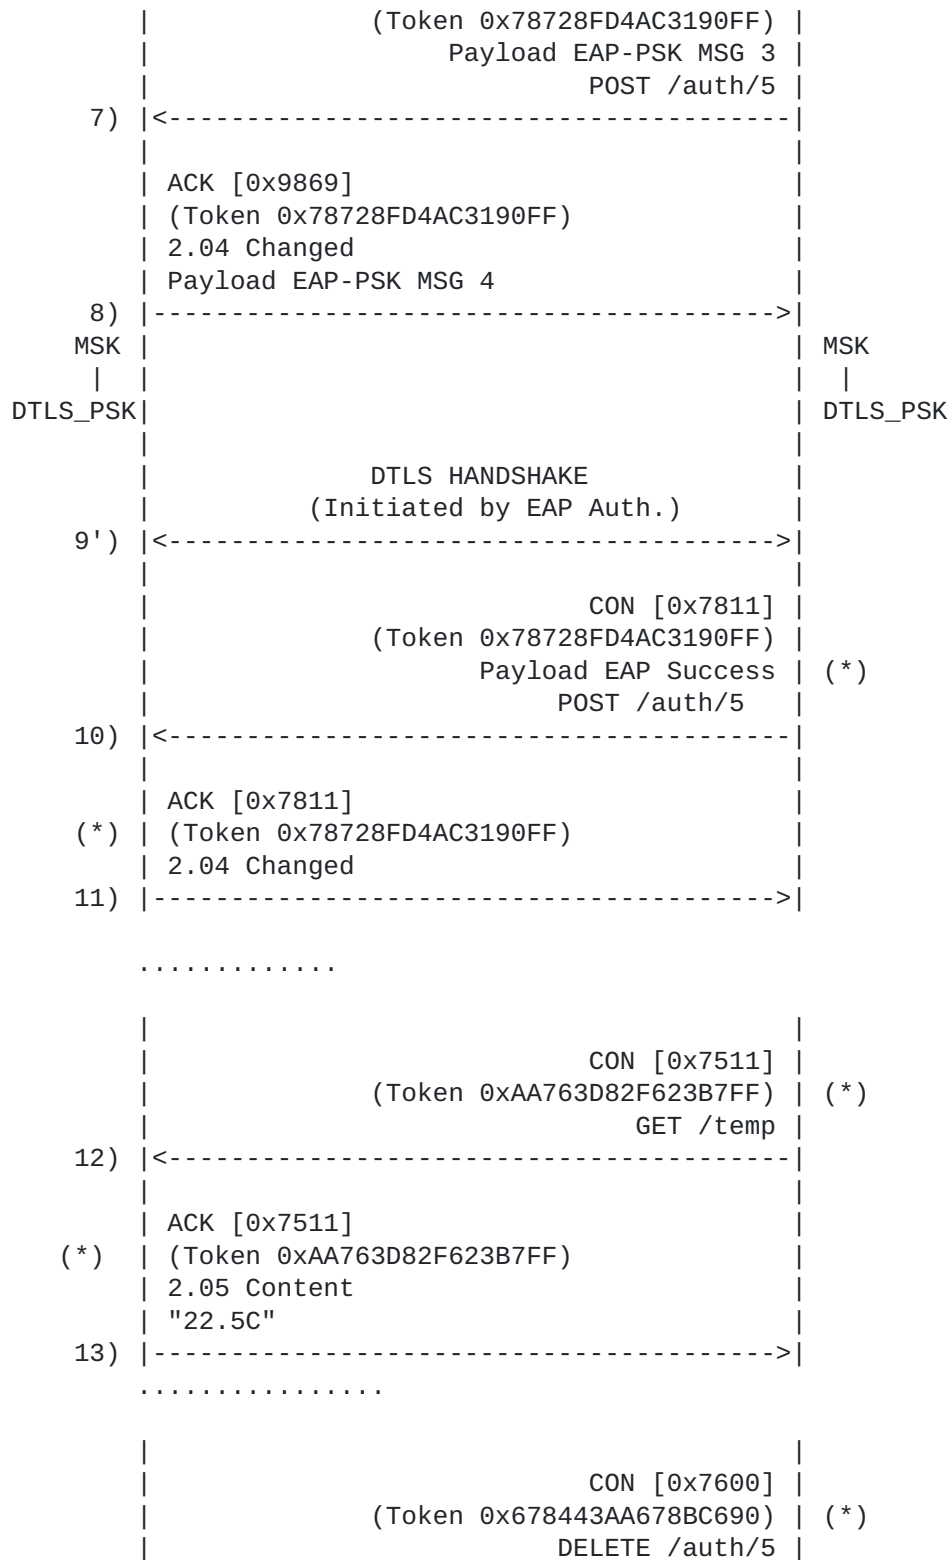 |              (Token 0x78728FD4AC3190FF) |
      |                   Payload EAP-PSK MSG 3 |
      |                            POST /auth/5 |
   7) |<----------------------------------------|
      |                                         |
      | ACK [0x9869]                            |
      | (Token 0x78728FD4AC3190FF)              |
      | 2.04 Changed                            |
      | Payload EAP-PSK MSG 4                   |
   8) |---------------------------------------->|
  MSK |                                         | MSK
   |  |                                         |  |
DTLS_PSK|                                       | DTLS_PSK
      |                                         |
      |             DTLS HANDSHAKE              |
      |         (Initiated by EAP Auth.)        |
  9') |<--------------------------------------->|
      |                                         |
      |                            CON [0x7811] |
      |              (Token 0x78728FD4AC3190FF) |
      |                     Payload EAP Success | (*)
      |                          POST /auth/5   |
  10) |<----------------------------------------|
      |                                         |
      | ACK [0x7811]                            |
  (*) | (Token 0x78728FD4AC3190FF)              |
      | 2.04 Changed                            |
  11) |---------------------------------------->|

      .............

      |                                         |
      |                            CON [0x7511] |
      |              (Token 0xAA763D82F623B7FF) | (*)
      |                               GET /temp |
  12) |<----------------------------------------|
      |                                         |
      | ACK [0x7511]                            |
 (*)  | (Token 0xAA763D82F623B7FF)              |
      | 2.05 Content                            |
      | "22.5C"                                 |
  13) |---------------------------------------->|
      ................

      |                                         |
      |                            CON [0x7600] |
      |              (Token 0x678443AA678BC690) | (*)
      |                          DELETE /auth/5 |